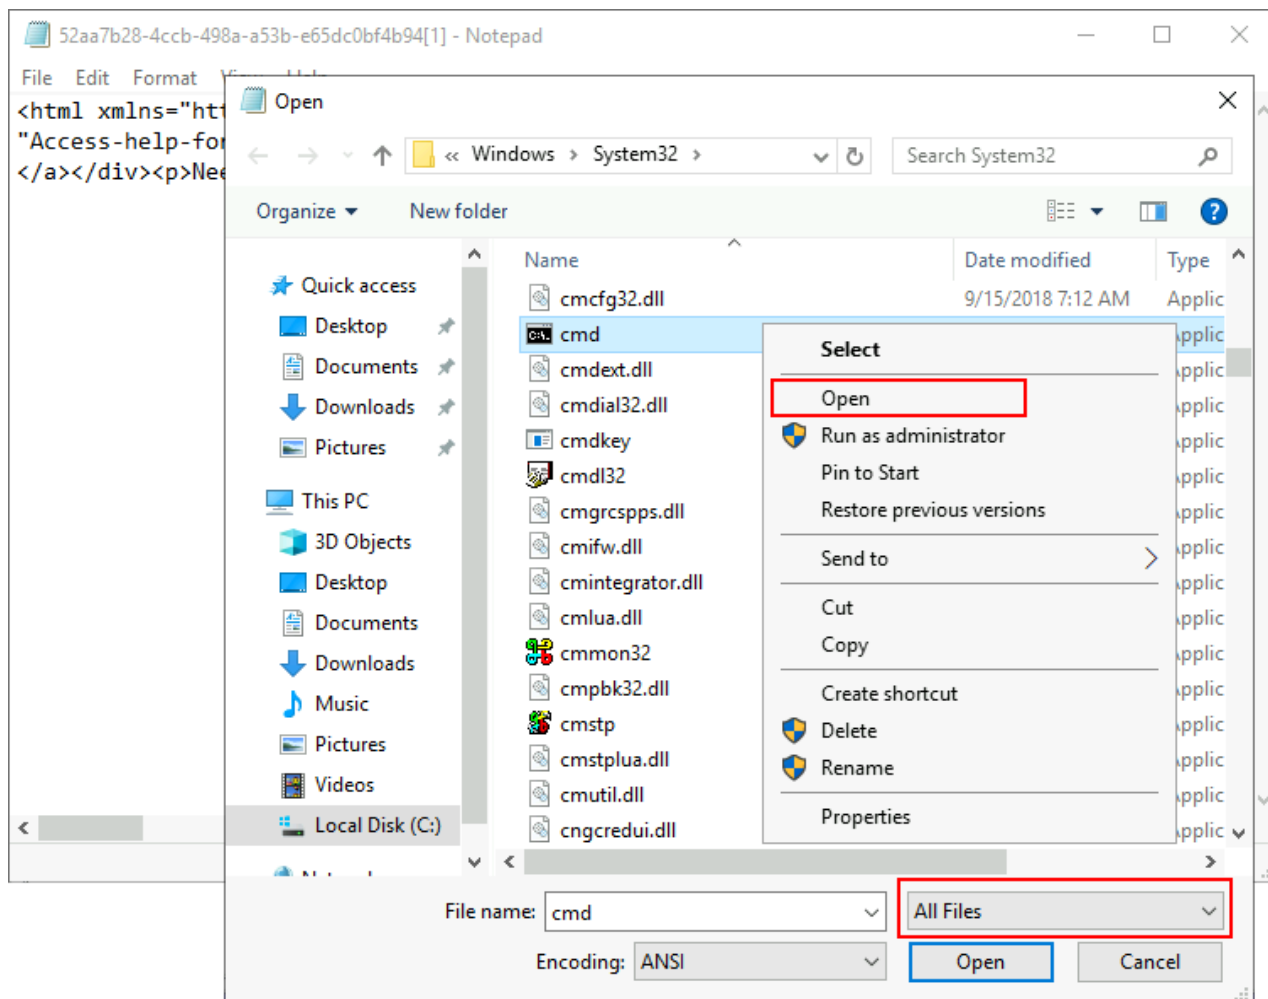 52aa7b28-4ccb-498a-a53b-e65dc0bf4b94[1] - Notepad
File Edit Format View Help
<html xmlns="htt
"Access-help-for
</a></div><p>Nee
Open
« Windows > System32 >
Search System32
Organize
New folder
Name
Date modified
Type
Quick access
Desktop
Documents
Downloads
Pictures
This PC
3D Objects
Desktop
Documents
Downloads
Music
Pictures
Videos
Local Disk (C:)
cmcfg32.dll 9/15/2018 7:12 AM Applic
cmd
cmdext.dll
cmdial32.dll
cmdkey
cmdl32
cmgrcspps.dll
cmifw.dll
cmintegrator.dll
cmlua.dll
cmmon32
cmpbk32.dll
cmstp
cmstplua.dll
cmutil.dll
cngcredui.dll
Select
Open
Run as administrator
Pin to Start
Restore previous versions
Send to
Cut
Copy
Create shortcut
Delete
Rename
Properties
File name: cmd
All Files
Encoding: ANSI
Open
Cancel